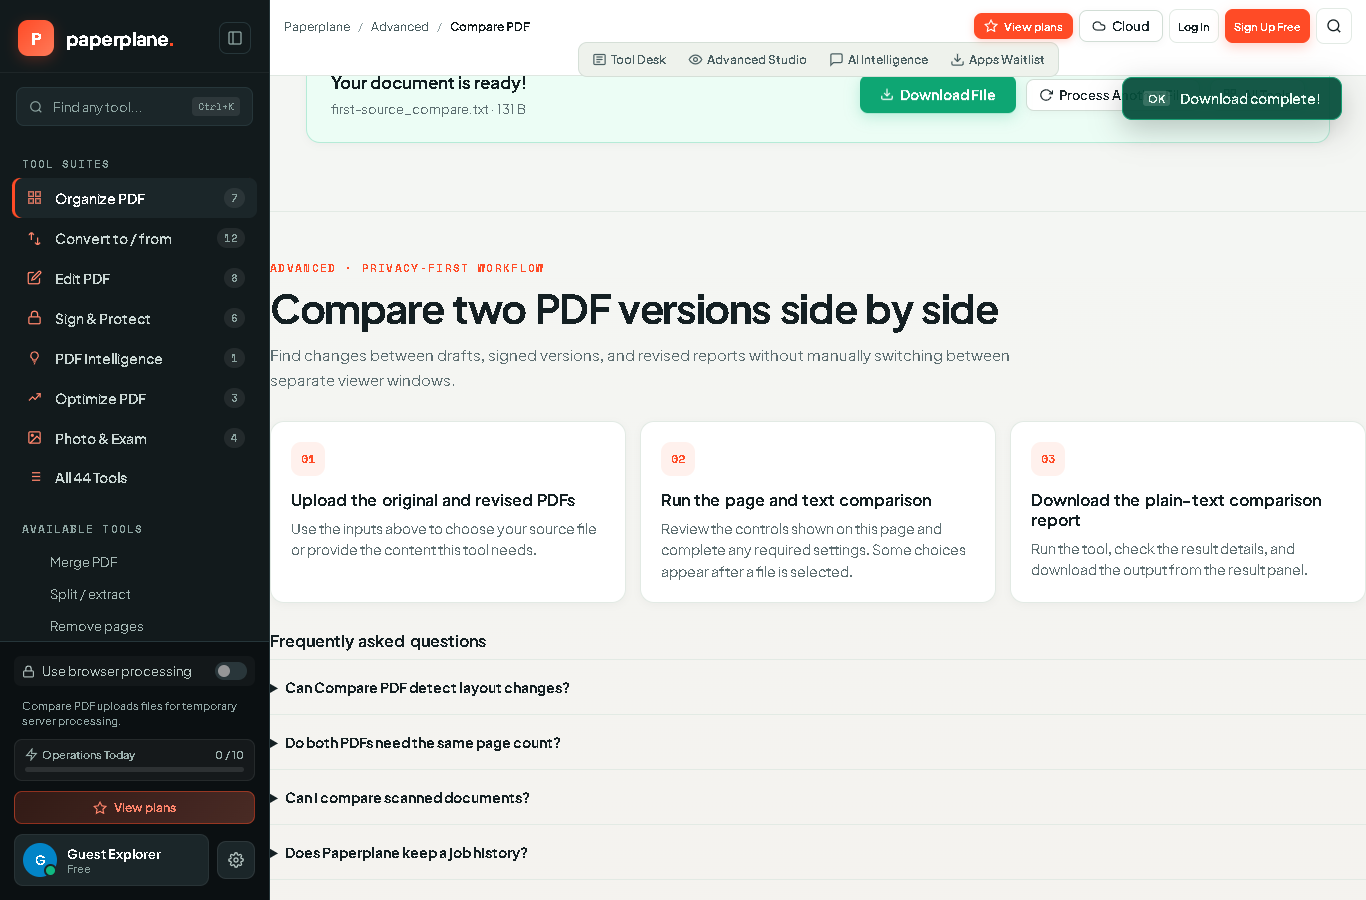 P paperplane.
Find any tool... Ctrl+K
TOOL SUITES
Organize PDF 7
Convert to / from 12
Edit PDF 8
Sign & Protect 6
PDF Intelligence 1
Optimize PDF 3
Photo & Exam 4
All 44 Tools
AVAILABLE TOOLS
Merge PDF
Split / extract
Remove pages
Use browser processing
Compare PDF uploads files for temporary
server processing.
Operations Today 0 / 10
View plans
G Guest Explorer
Free
Paperplane / Advanced / Compare PDF
View plans Cloud Log In Sign Up Free
Tool Desk Advanced Studio AI Intelligence Apps Waitlist
Your document is ready!
first-source_compare.txt · 131 B
Download File
Process
OK Download complete!
ADVANCED · PRIVACY-FIRST WORKFLOW
Compare two PDF versions side by side
Find changes between drafts, signed versions, and revised reports without manually switching between
separate viewer windows.
01
Upload the original and revised PDFs
Use the inputs above to choose your source file
or provide the content this tool needs.
02
Run the page and text comparison
Review the controls shown on this page and
complete any required settings. Some choices
appear after a file is selected.
03
Download the plain-text comparison
report
Run the tool, check the result details, and
download the output from the result panel.
Frequently asked questions
Can Compare PDF detect layout changes?
Do both PDFs need the same page count?
Can I compare scanned documents?
Does Paperplane keep a job history?